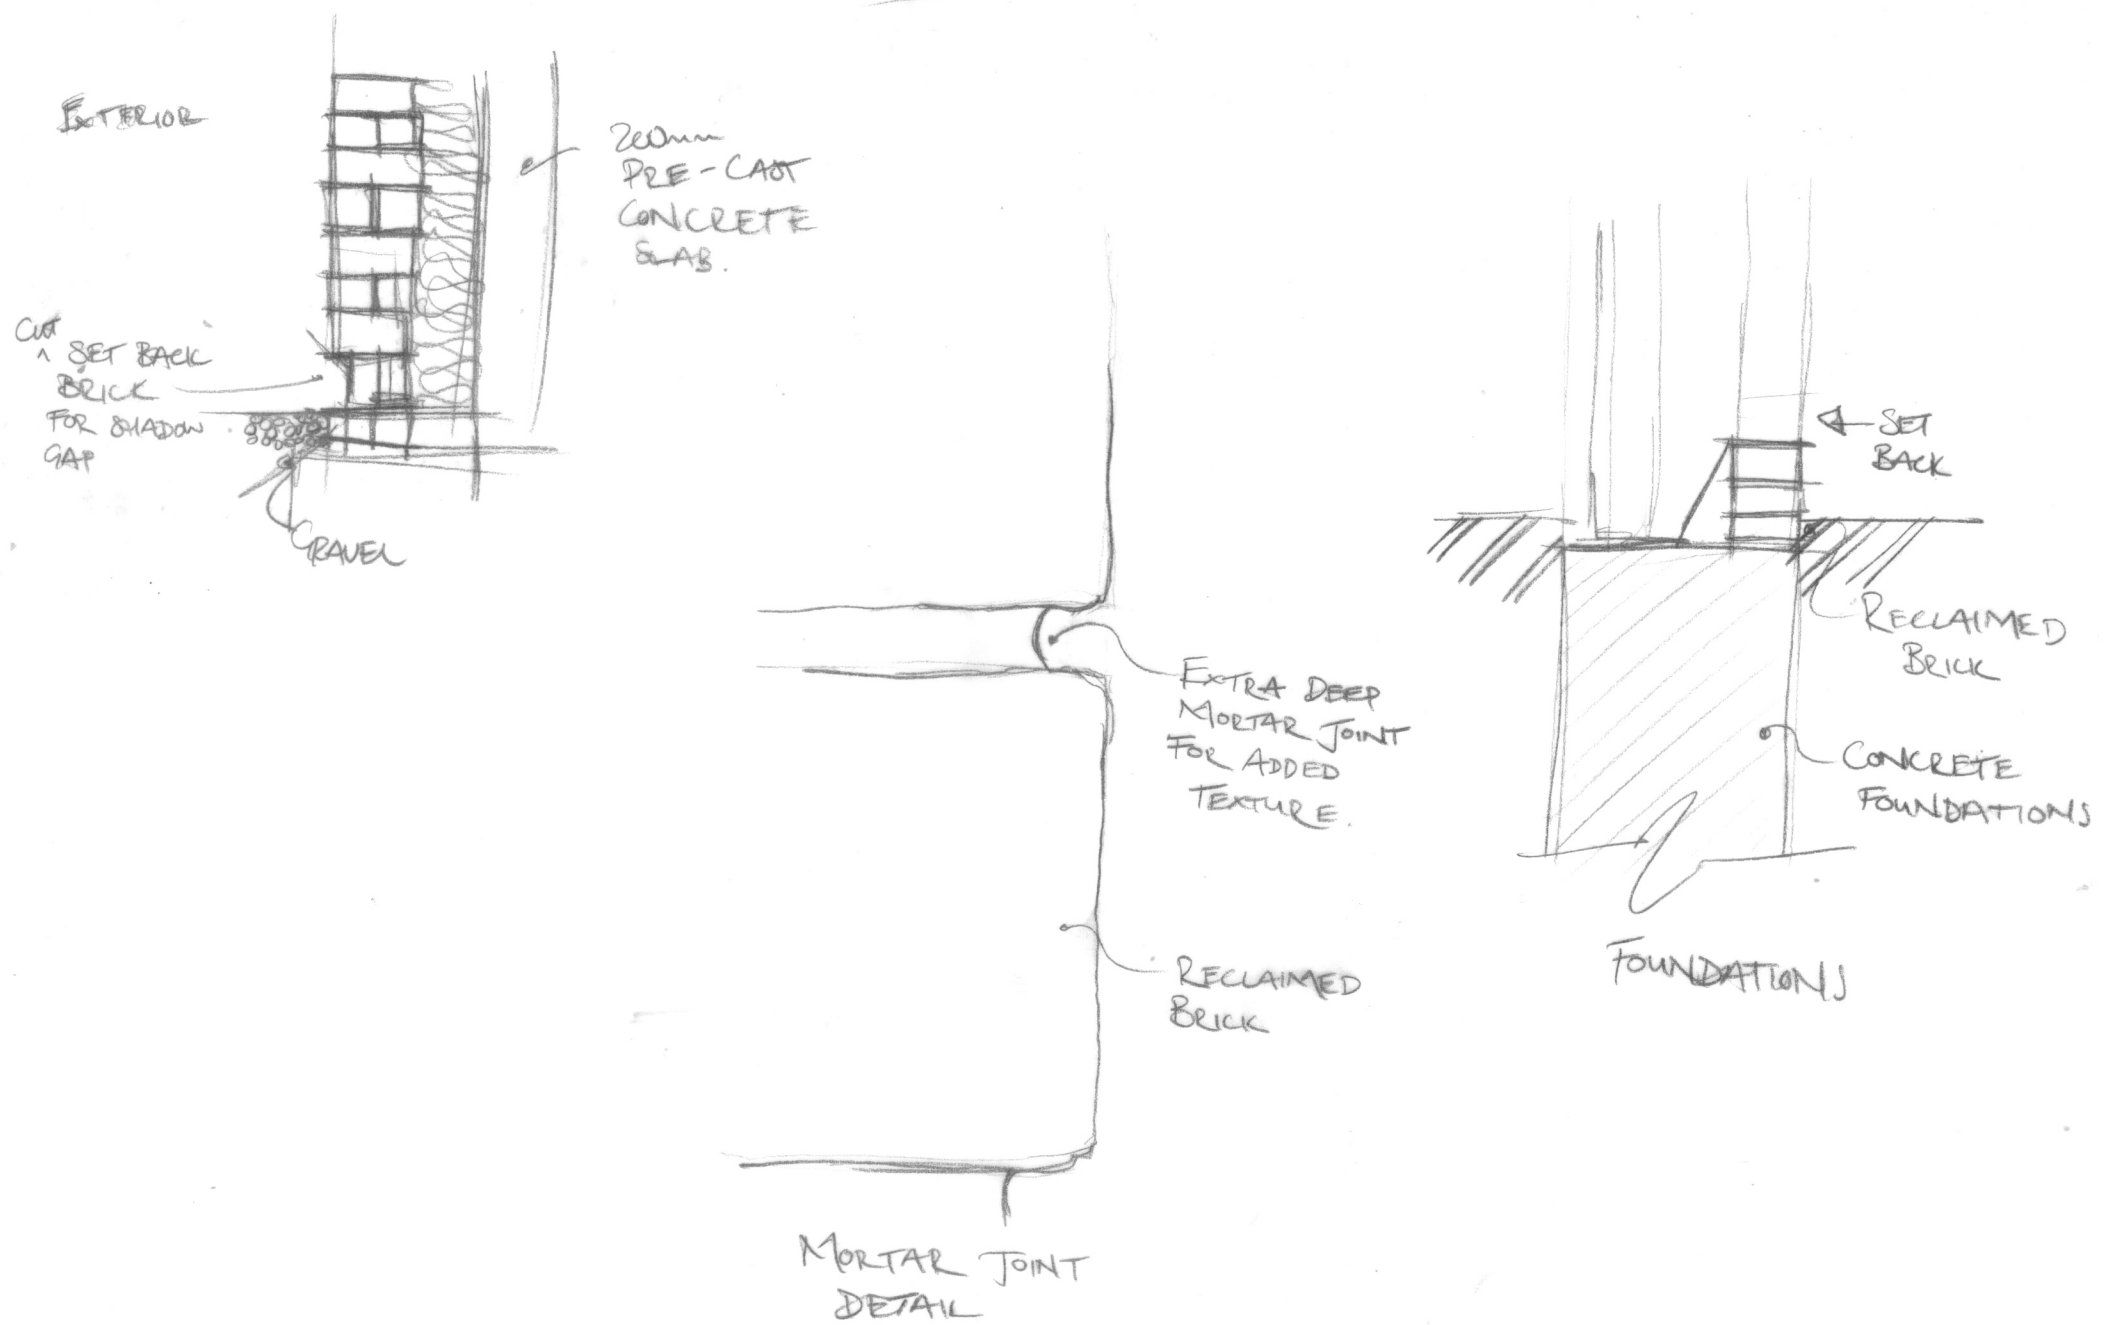 EXTERIOR
200mm
PRE-CAST
CONCRETE
SLAB.
CUT
^ SET BACK
BRICK
FOR SHADOW
GAP
GRAVEL
EXTRA DEEP
MORTAR JOINT
FOR ADDED
TEXTURE.
RECLAIMED
BRICK
MORTAR JOINT
DETAIL
SET
BACK
RECLAIMED
BRICK
CONCRETE
FOUNDATIONS
FOUNDATIONS